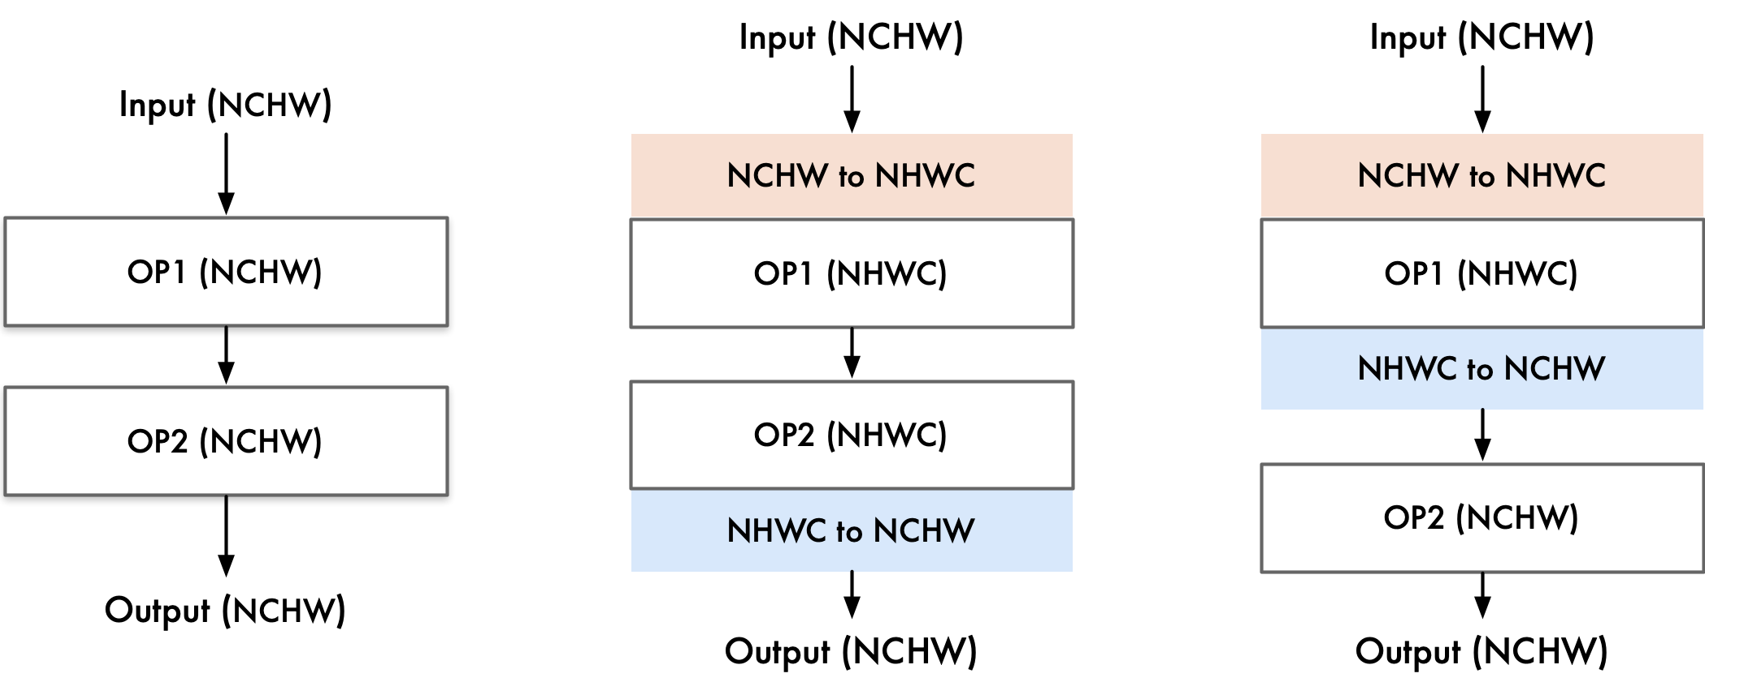 Input (NCHW)
OP1 (NCHW)
OP2 (NCHW)
Output (NCHW)
Input (NCHW)
NCHW to NHWC
OP1 (NHWC)
OP2 (NHWC)
NHWC to NCHW
Output (NCHW)
Input (NCHW)
NCHW to NHWC
OP1 (NHWC)
NHWC to NCHW
OP2 (NCHW)
Output (NCHW)